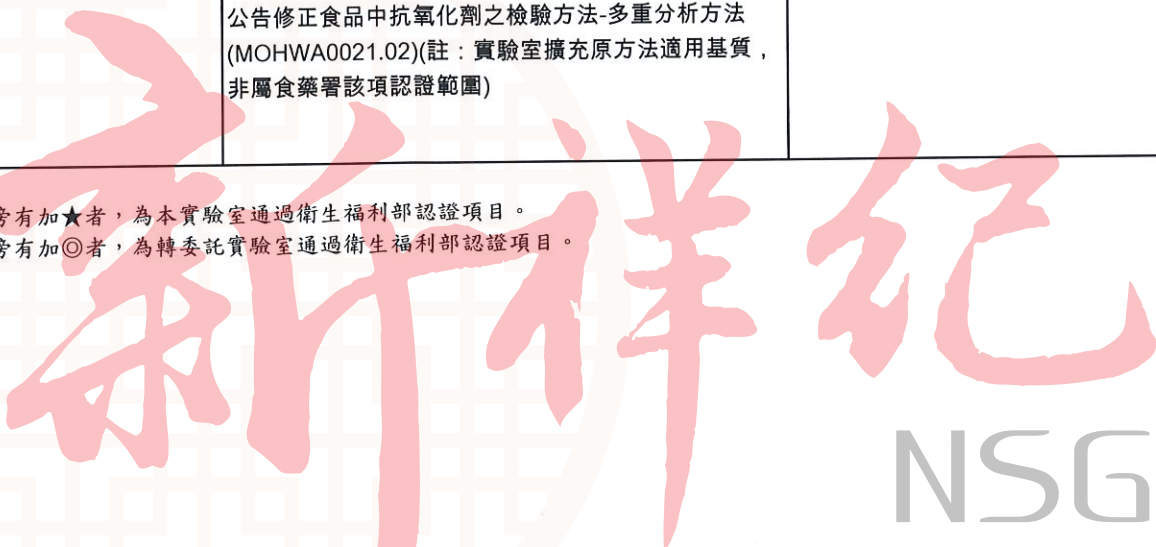 公告修正食品中抗氧化劑之檢驗方法-多重分析方法
(MOHWA0021.02)(註：實驗室擴充原方法適用基質，
非屬食藥署該項認證範圍)
旁有加★者，為本實驗室通過衛生福利部認證項目。
旁有加◎者，為轉委託實驗室通過衛生福利部認證項目。
新祥紀
NSG